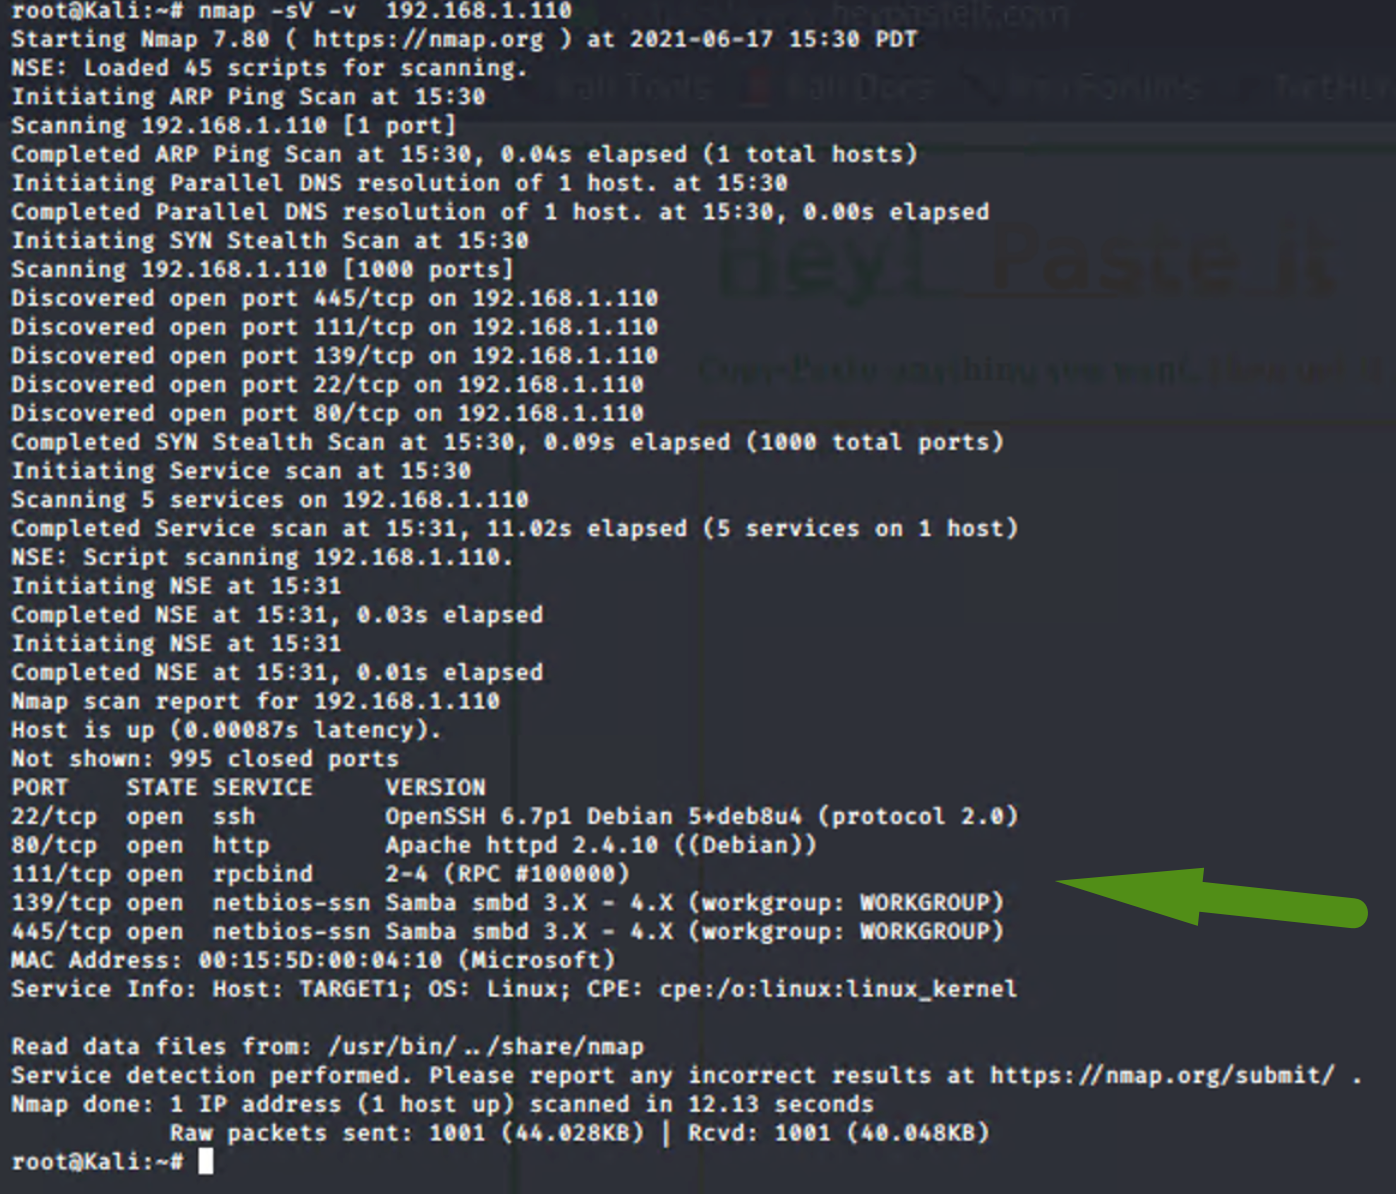 root@Kali:~# nmap -sV -v  192.168.1.110
Starting Nmap 7.80 ( https://nmap.org ) at 2021-06-17 15:30 PDT
NSE: Loaded 45 scripts for scanning.
Initiating ARP Ping Scan at 15:30
Scanning 192.168.1.110 [1 port]
Completed ARP Ping Scan at 15:30, 0.04s elapsed (1 total hosts)
Initiating Parallel DNS resolution of 1 host. at 15:30
Completed Parallel DNS resolution of 1 host. at 15:30, 0.00s elapsed
Initiating SYN Stealth Scan at 15:30
Scanning 192.168.1.110 [1000 ports]
Discovered open port 445/tcp on 192.168.1.110
Discovered open port 111/tcp on 192.168.1.110
Discovered open port 139/tcp on 192.168.1.110
Discovered open port 22/tcp on 192.168.1.110
Discovered open port 80/tcp on 192.168.1.110
Completed SYN Stealth Scan at 15:30, 0.09s elapsed (1000 total ports)
Initiating Service scan at 15:30
Scanning 5 services on 192.168.1.110
Completed Service scan at 15:31, 11.02s elapsed (5 services on 1 host)
NSE: Script scanning 192.168.1.110.
Initiating NSE at 15:31
Completed NSE at 15:31, 0.03s elapsed
Initiating NSE at 15:31
Completed NSE at 15:31, 0.01s elapsed
Nmap scan report for 192.168.1.110
Host is up (0.00087s latency).
Not shown: 995 closed ports
PORT    STATE SERVICE     VERSION
22/tcp  open  ssh         OpenSSH 6.7p1 Debian 5+deb8u4 (protocol 2.0)
80/tcp  open  http        Apache httpd 2.4.10 ((Debian))
111/tcp open  rpcbind     2-4 (RPC #100000)
139/tcp open  netbios-ssn Samba smbd 3.X - 4.X (workgroup: WORKGROUP)
445/tcp open  netbios-ssn Samba smbd 3.X - 4.X (workgroup: WORKGROUP)
MAC Address: 00:15:5D:00:04:10 (Microsoft)
Service Info: Host: TARGET1; OS: Linux; CPE: cpe:/o:linux:linux_kernel
Read data files from: /usr/bin/../share/nmap
Service detection performed. Please report any incorrect results at https://nmap.org/submit/ .
Nmap done: 1 IP address (1 host up) scanned in 12.13 seconds
           Raw packets sent: 1001 (44.028KB) | Rcvd: 1001 (40.048KB)
root@Kali:~#
heypasteit.com
Kali Tools Kali Docs Kali Forums
Hey! Paste it